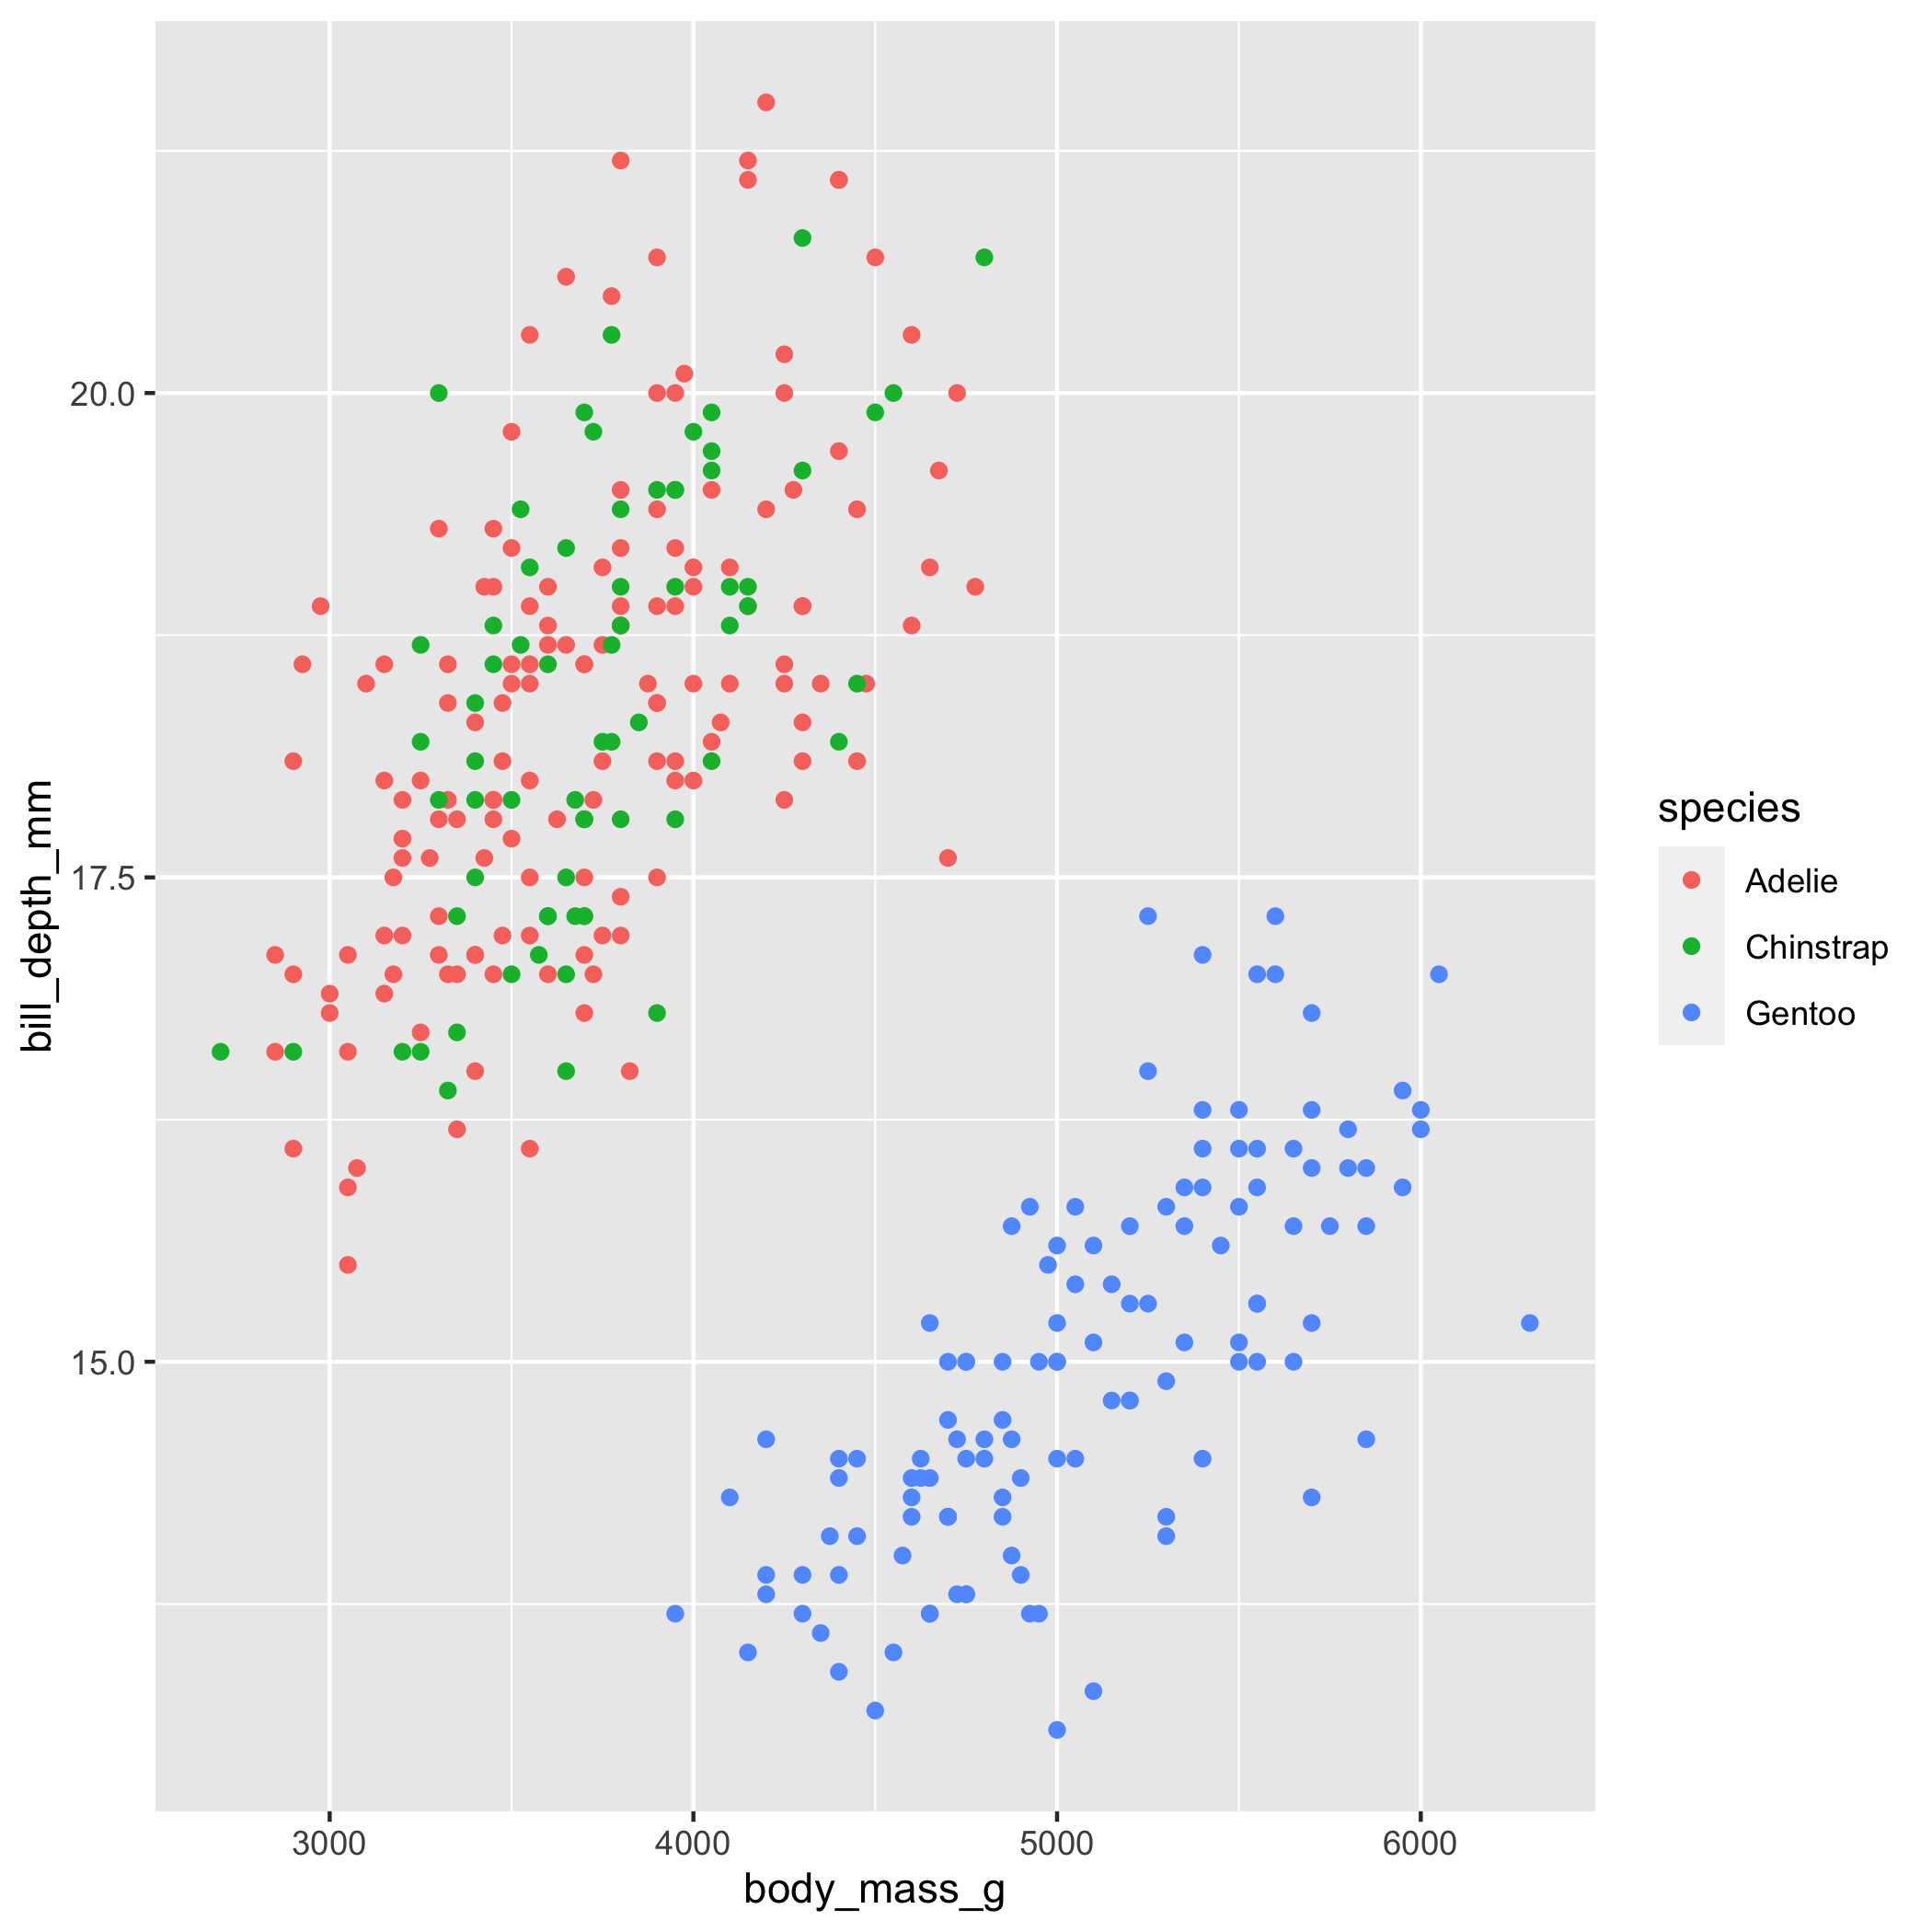 20.0
17.5
15.0
bill_depth_mm
3000 4000 5000 6000
body_mass_g
species
Adelie
Chinstrap
Gentoo